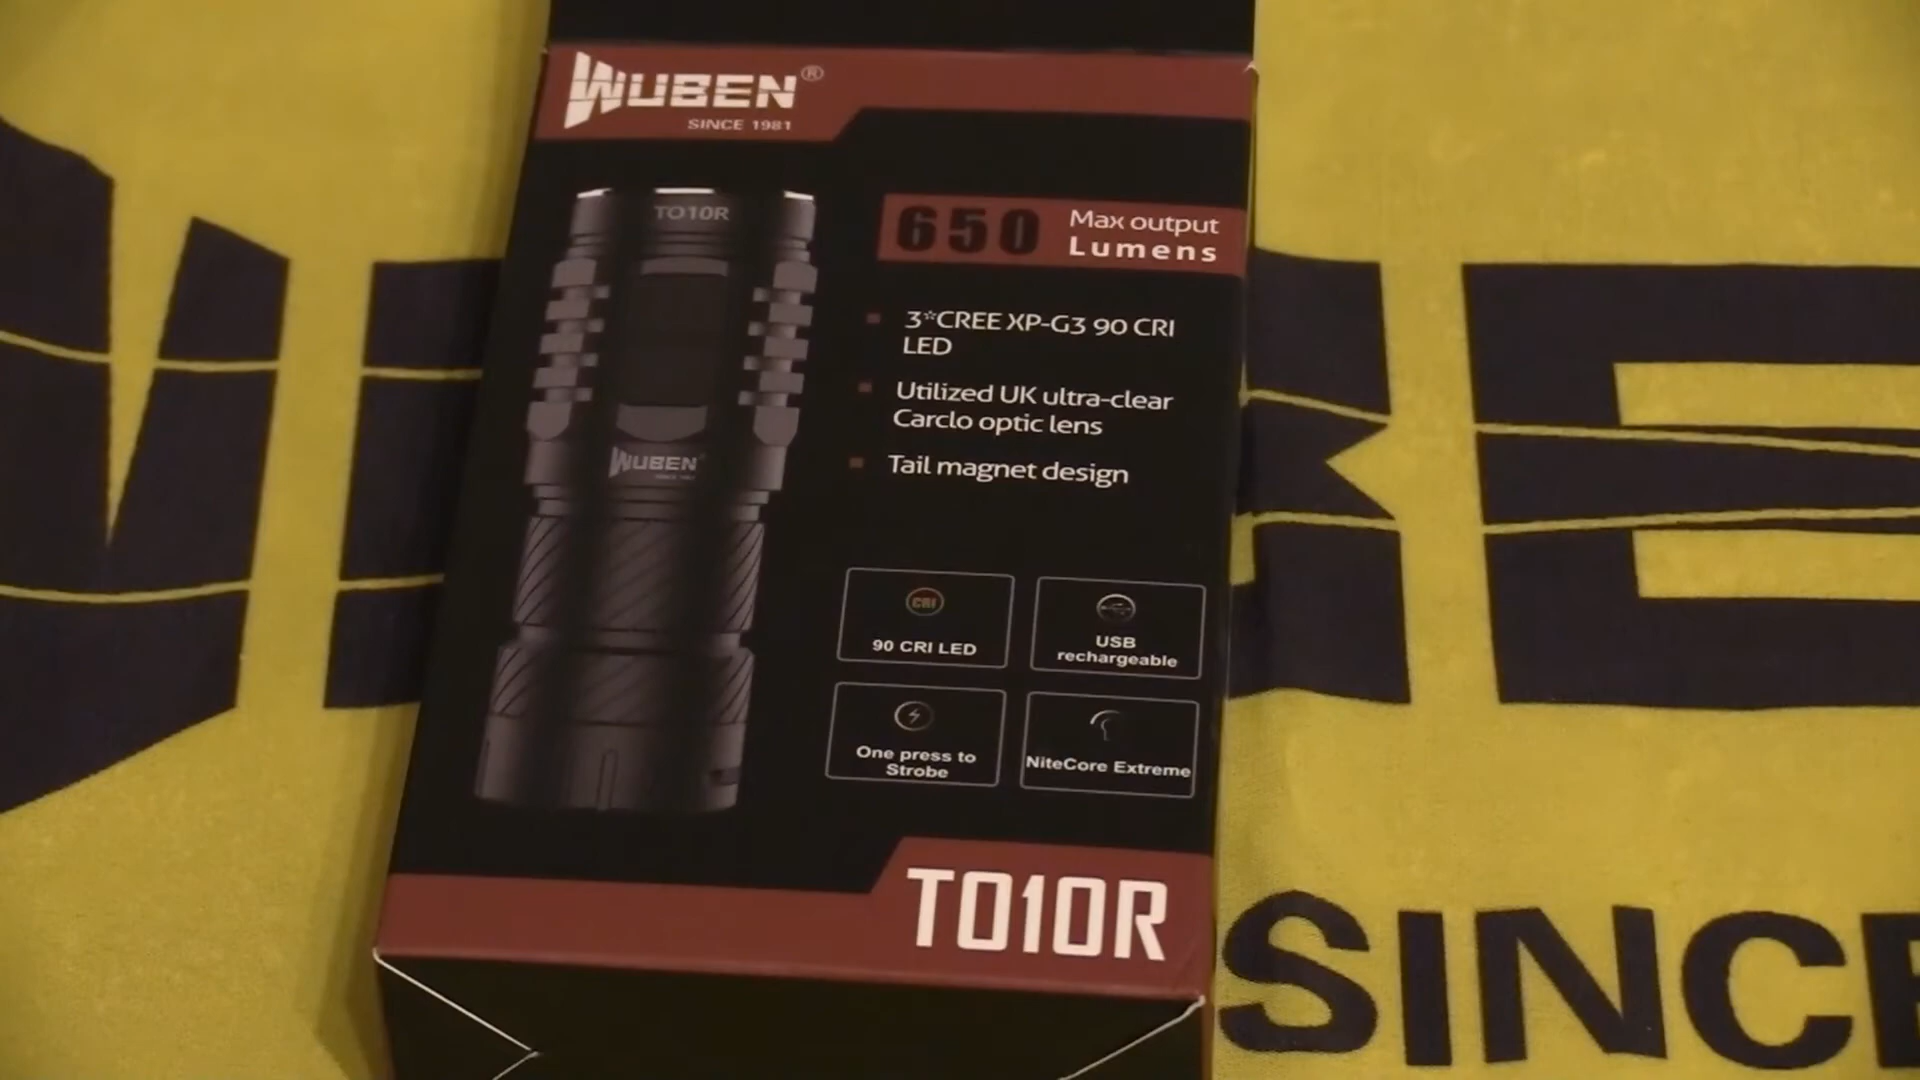 WUBEN®
SINCE 1981
TO10R
650 Max output
Lumens
3*CREE XP-G3 90 CRI
LED
Utilized UK ultra-clear
Carclo optic lens
Tail magnet design
WUBEN
90 CRI LED
USB
rechargeable
One press to
Strobe
NiteCore Extreme
TO10R
SINCE